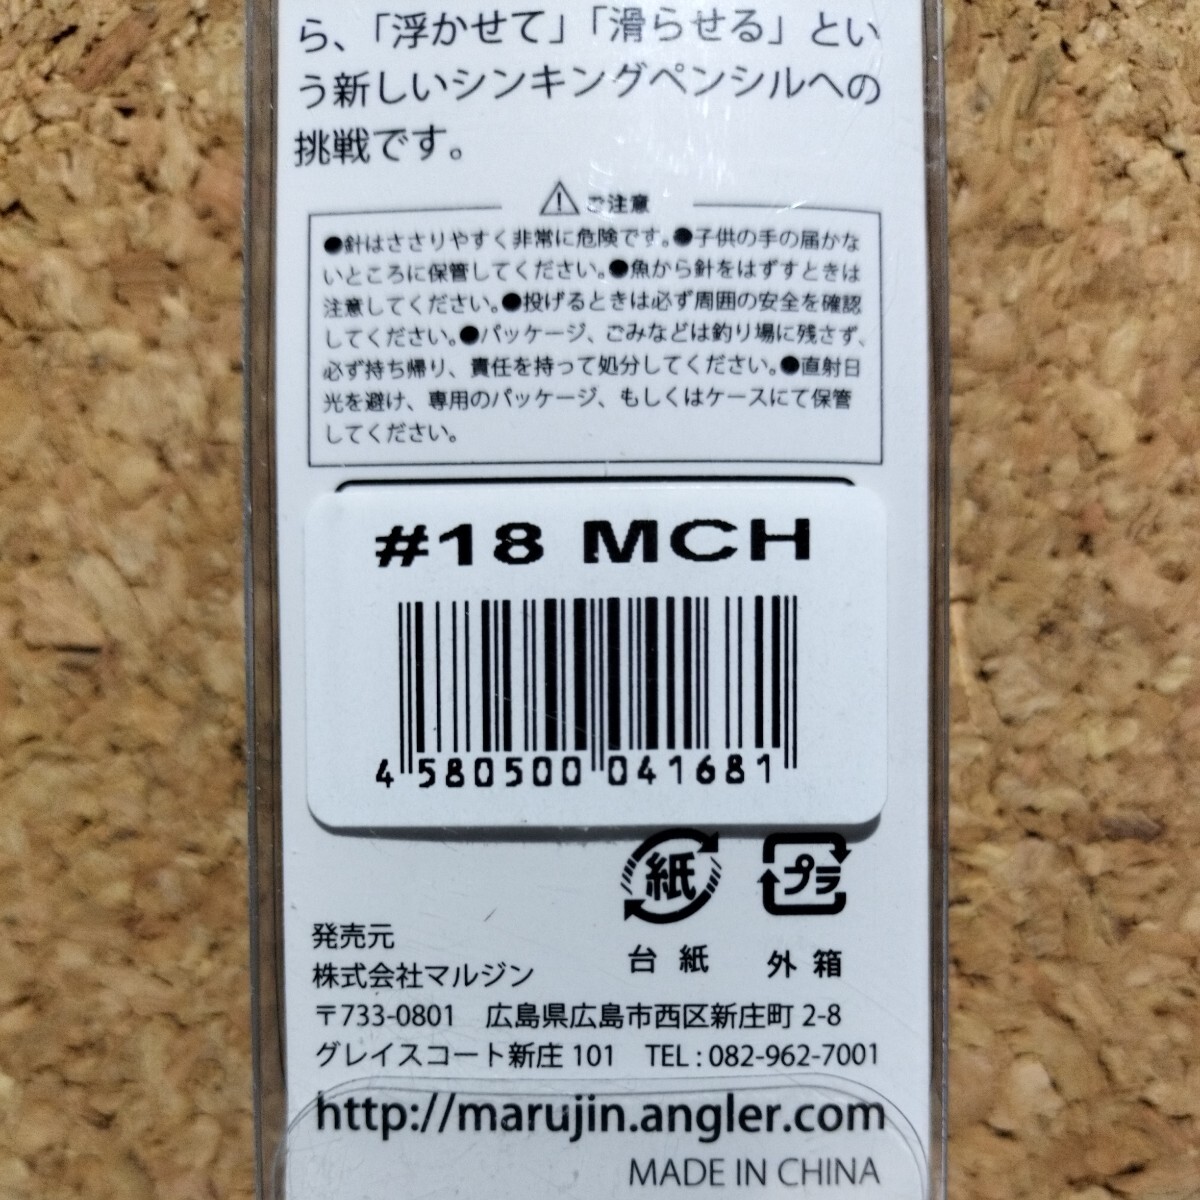 ら、「浮かせて」「滑らせる」とい
う新しいシンキングペンシルへの
挑戦です。
ご注意
●針はささりやすく非常に危険です。●子供の手の届かな
いところに保管してください。●魚から針をはずすときは
注意してください。●投げるときは必ず周囲の安全を確認
してください。●パッケージ、ごみなどは釣り場に残さず、
必ず持ち帰り、責任を持って処分してください。●直射日
光を避け、専用のパッケージ、もしくはケースにて保管
してください。
#18 MCH
4 580500 041681
紙 プラ
台紙 外箱
発売元
株式会社マルジン
〒733-0801 広島県広島市西区新庄町 2-8
グレイスコート新庄 101 TEL : 082-962-7001
http://marujin.angler.com
MADE IN CHINA